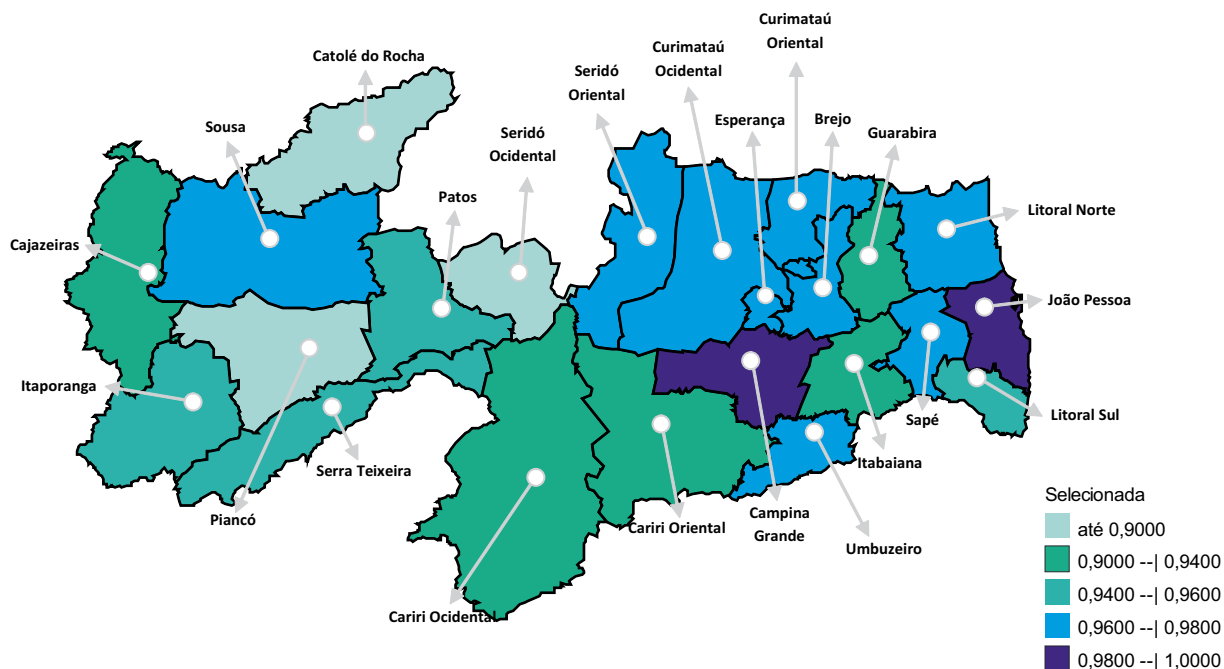 Curimataú
Oriental
Catolé do Rocha
Curimataú
Ocidental
Seridó
Oriental
Sousa
Seridó
Ocidental
Esperança
Brejo
Guarabira
Patos
Litoral Norte
Cajazeiras
João Pessoa
Itaporanga
Litoral Sul
Sapé
Serra Teixeira
Itabaiana
Piancó
Cariri Oriental
Campina
Grande
Umbuzeiro
Cariri Ocidental
Selecionada
até 0,9000
0,9000 --| 0,9400
0,9400 --| 0,9600
0,9600 --| 0,9800
0,9800 --| 1,0000